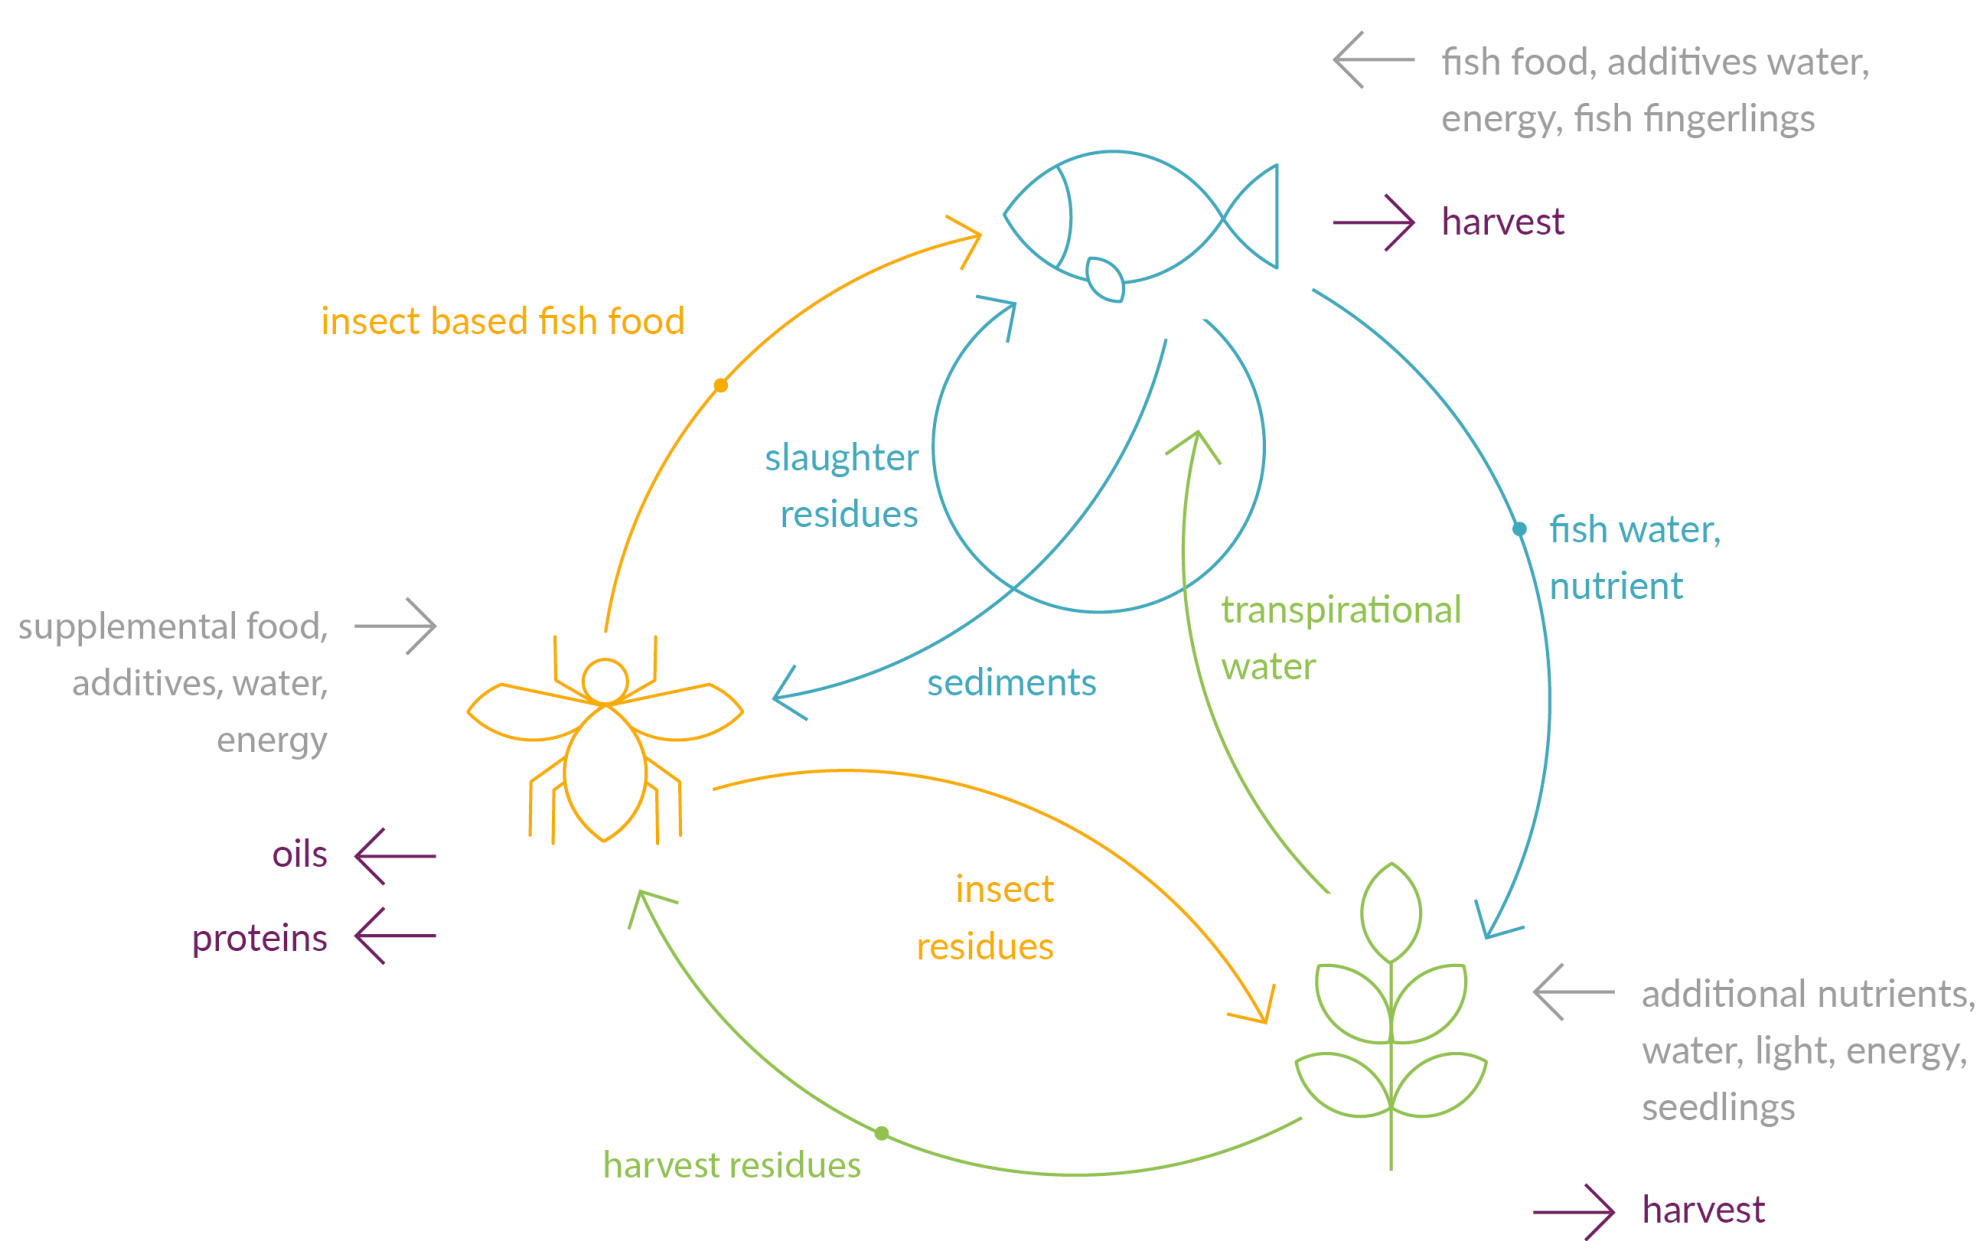 fish food, additives water,
energy, fish fingerlings
harvest
insect based fish food
slaughter
residues
fish water,
nutrient
transpirational
water
supplemental food,
additives, water,
energy
sediments
oils
proteins
insect
residues
additional nutrients,
water, light, energy,
seedlings
harvest residues
harvest